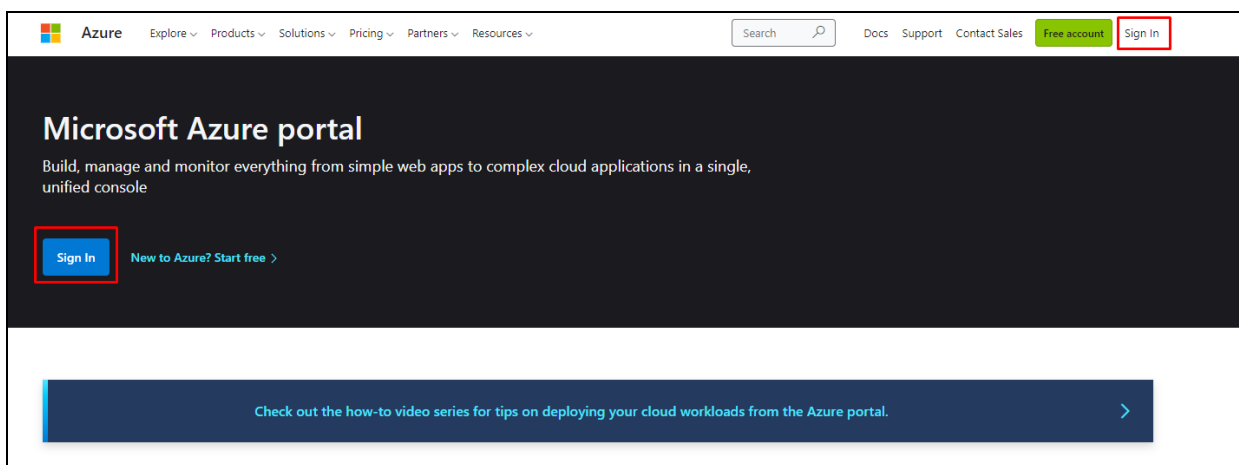 Azure Explore Products Solutions Pricing Partners Resources Search Docs Support Contact Sales Free account Sign In
Microsoft Azure portal
Build, manage and monitor everything from simple web apps to complex cloud applications in a single,
unified console
Sign In New to Azure? Start free >
Check out the how-to video series for tips on deploying your cloud workloads from the Azure portal.